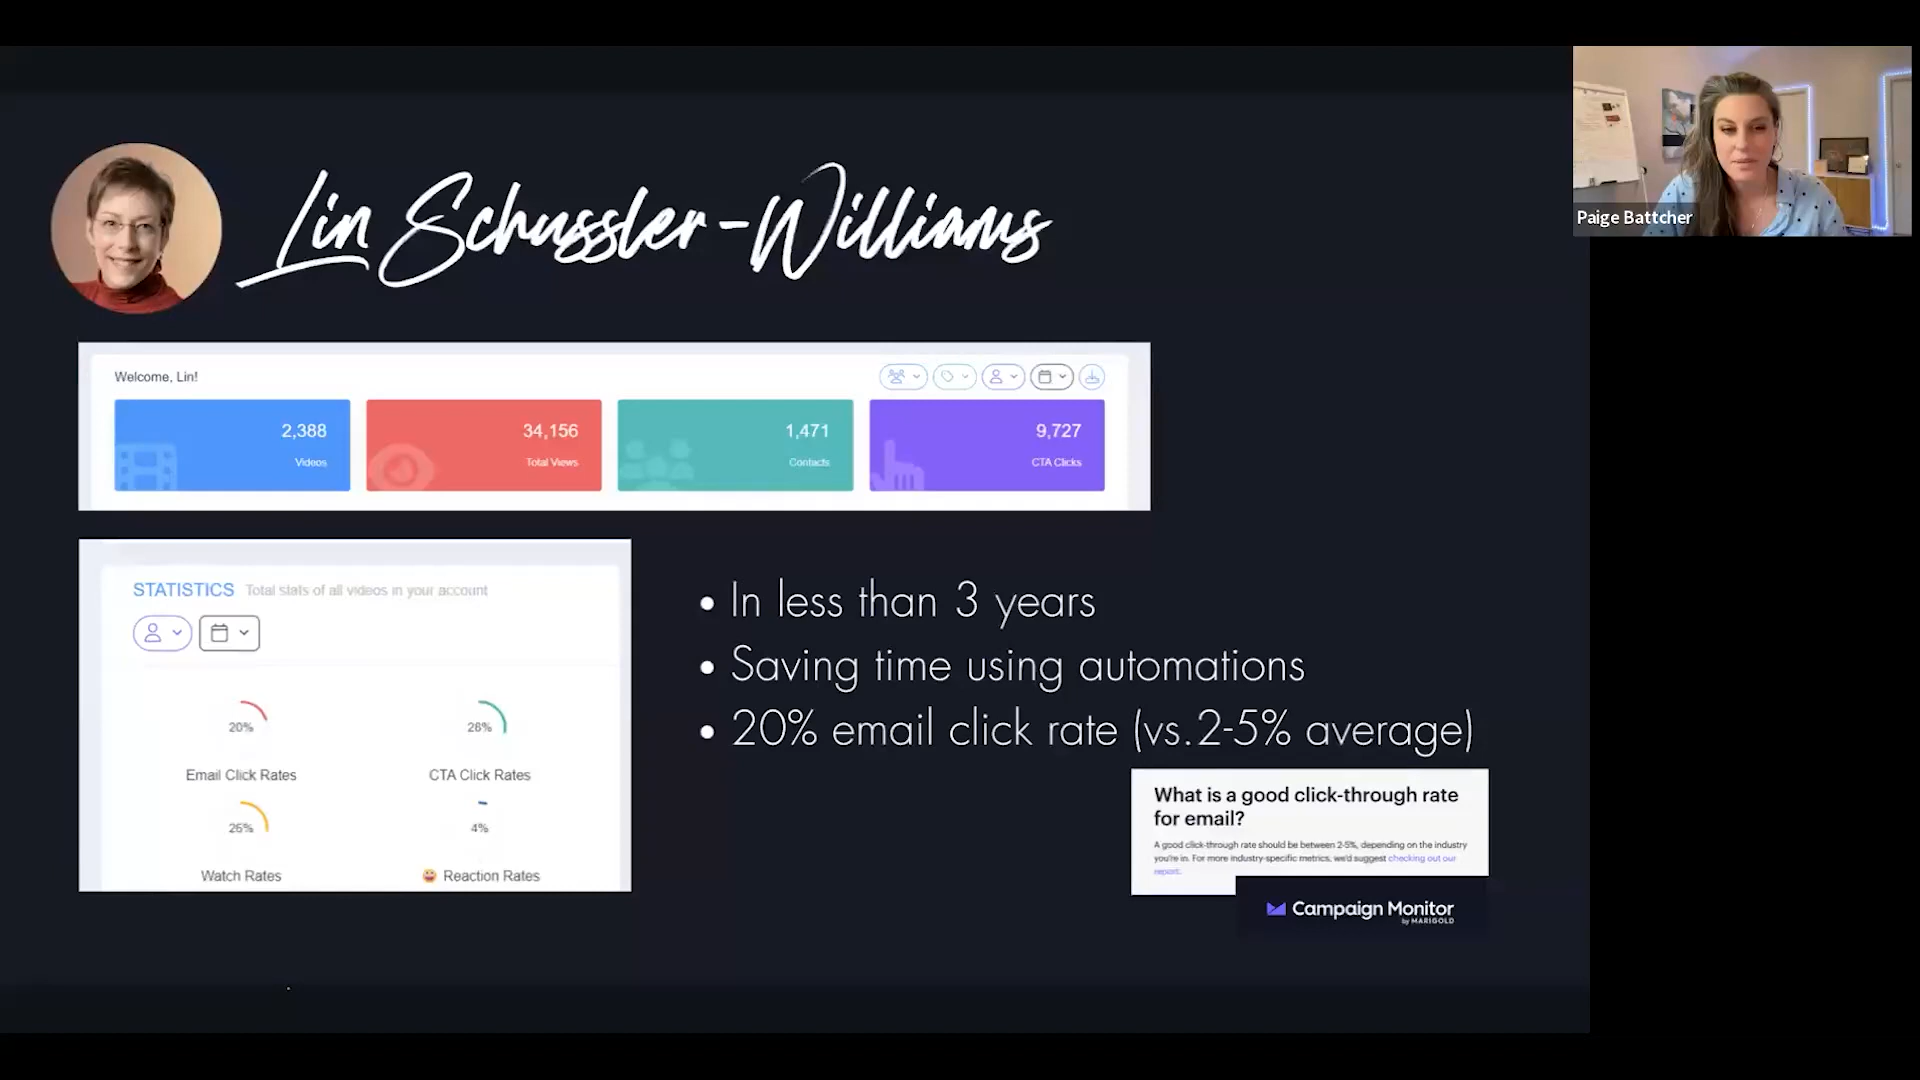 Paige Battcher
Lin Schussler-Williams
Welcome, Lin!
2,388
Videos
34,156
Total Views
1,471
Contacts
9,727
CTA Clicks
STATISTICS Total stats of all videos in your account
20%
Email Click Rates
28%
CTA Click Rates
26%
Watch Rates
4%
Reaction Rates
• In less than 3 years
• Saving time using automations
• 20% email click rate (vs. 2-5% average)
What is a good click-through rate
for email?
A good click-through rate should be between 2-5%, depending on the industry
you're in. For more industry-specific metrics, we'd suggest checking out our
report.
Campaign Monitor
by MARIGOLD